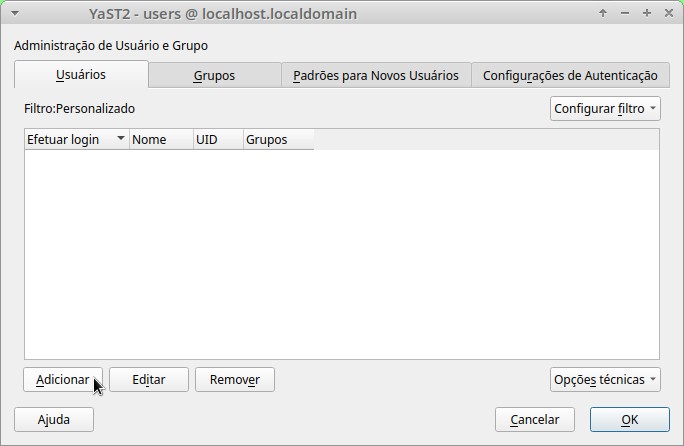 YaST2 - users @ localhost.localdomain
Administração de Usuário e Grupo
Usuários Grupos Padrões para Novos Usuários Configurações de Autenticação
Filtro:Personalizado Configurar filtro
Efetuar login Nome UID Grupos
Adicionar Editar Remover Opções técnicas
Ajuda Cancelar OK